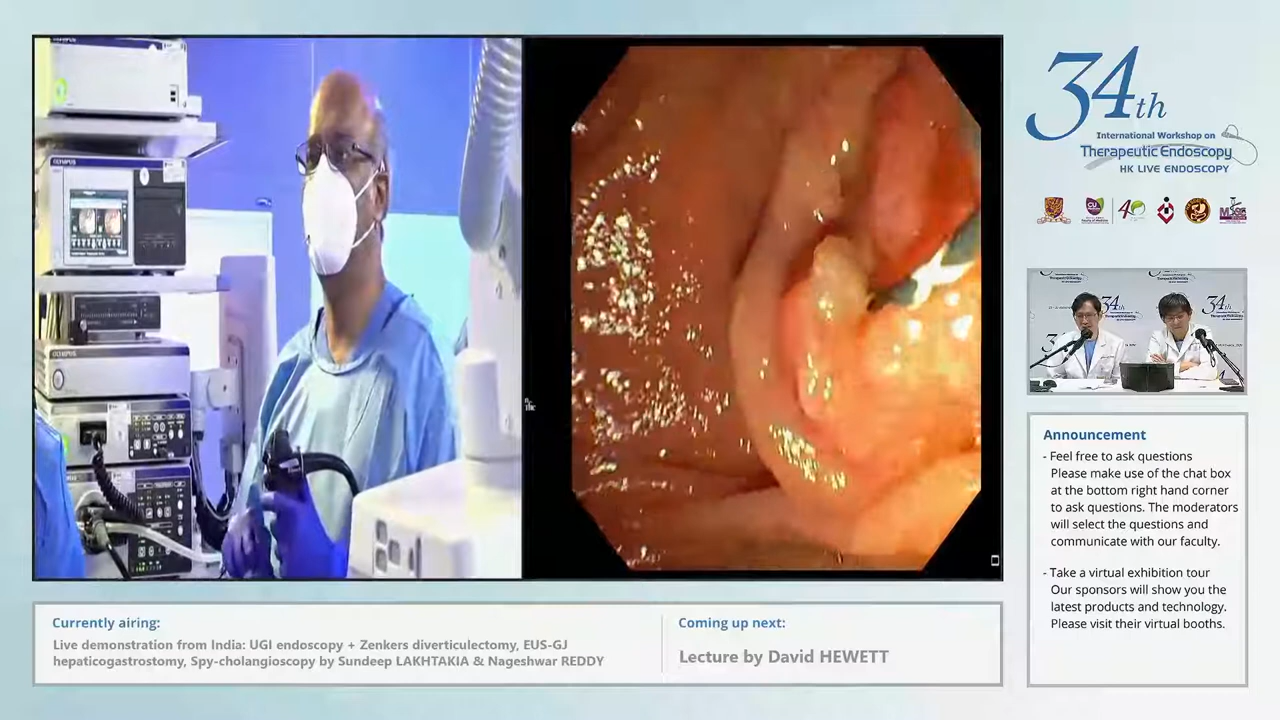 34th
International Workshop on
Therapeutic Endoscopy
HK LIVE ENDOSCOPY
OLYMPUS
OLYMPUS
34th
34th
34
Announcement
- Feel free to ask questions
Please make use of the chat box
at the bottom right hand corner
to ask questions. The moderators
will select the questions and
communicate with our faculty.
- Take a virtual exhibition tour
Our sponsors will show you the
latest products and technology.
Please visit their virtual booths.
Currently airing:
Live demonstration from India: UGI endoscopy + Zenkers diverticulectomy, EUS-GJ
hepaticogastrostomy, Spy-cholangioscopy by Sundeep LAKHTAKIA & Nageshwar REDDY
Coming up next:
Lecture by David HEWETT